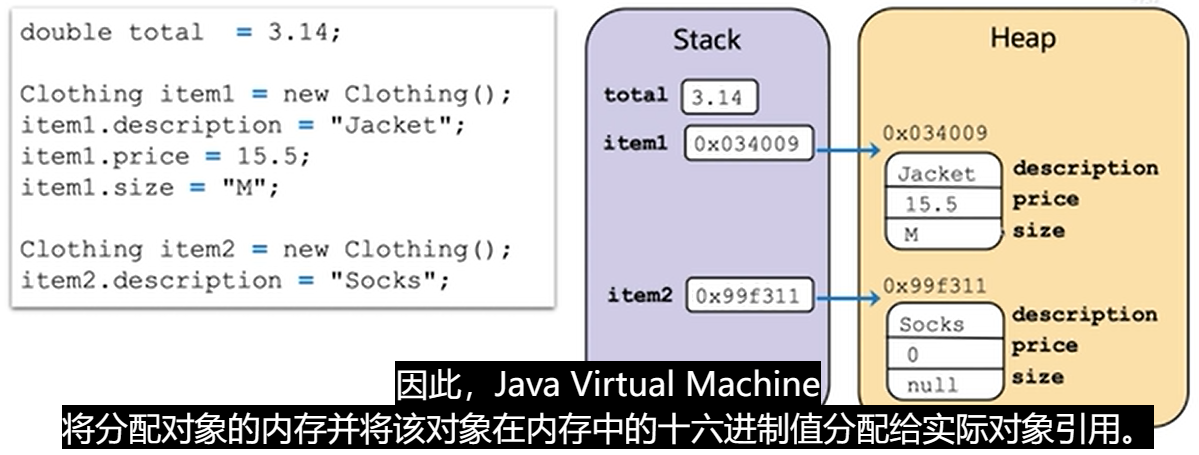 double total = 3.14;
Clothing item1 = new Clothing();
item1.description = "Jacket";
item1.price = 15.5;
item1.size = "M";
Clothing item2 = new Clothing();
item2.description = "Socks";
Stack
total 3.14
item1 0x034009
item2 0x99f311
Heap
0x034009
Jacket description
15.5 price
M size
0x99f311
Socks description
0 price
null size
因此，Java Virtual Machine
将分配对象的内存并将该对象在内存中的十六进制值分配给实际对象引用。